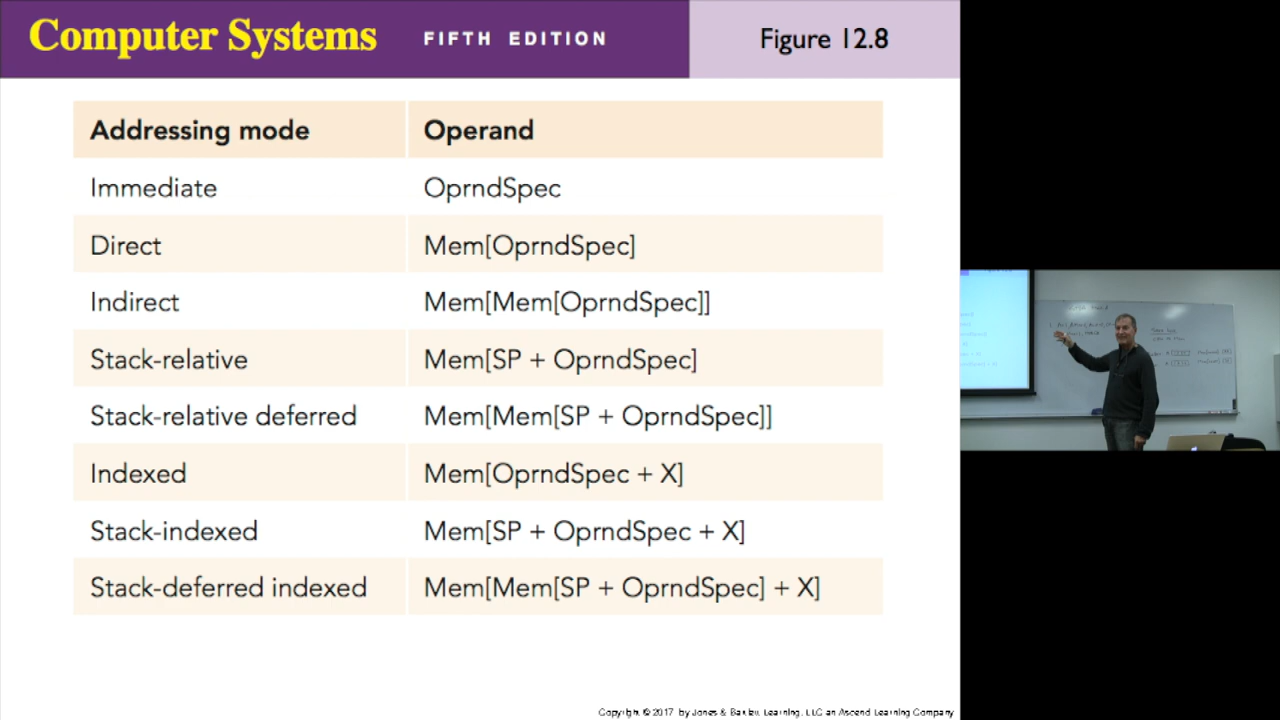 Computer Systems FIFTH EDITION Figure 12.8
Addressing mode Operand
Immediate OprndSpec
Direct Mem[OprndSpec]
Indirect Mem[Mem[OprndSpec]]
Stack-relative Mem[SP + OprndSpec]
Stack-relative deferred Mem[Mem[SP + OprndSpec]]
Indexed Mem[OprndSpec + X]
Stack-indexed Mem[SP + OprndSpec + X]
Stack-deferred indexed Mem[Mem[SP + OprndSpec] + X]
Copyright © 2017 by Jones & Bartlett Learning, LLC an Ascend Learning Company